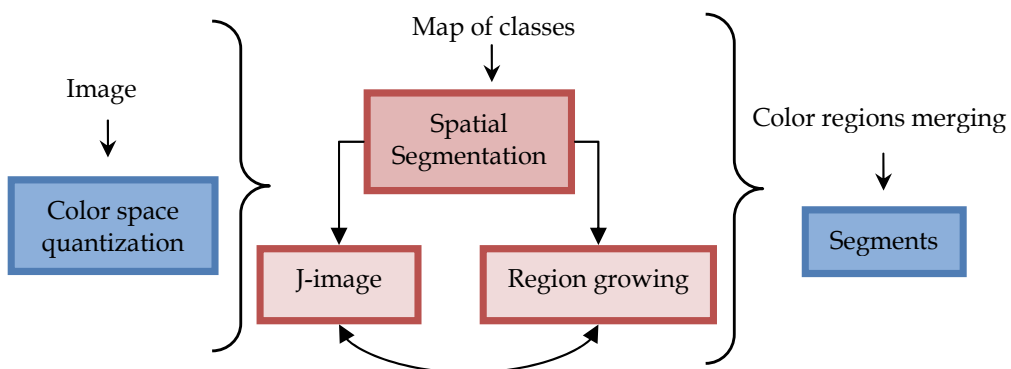 Image
Color space
quantization
Map of classes
Spatial
Segmentation
J-image
Region growing
Color regions merging
Segments